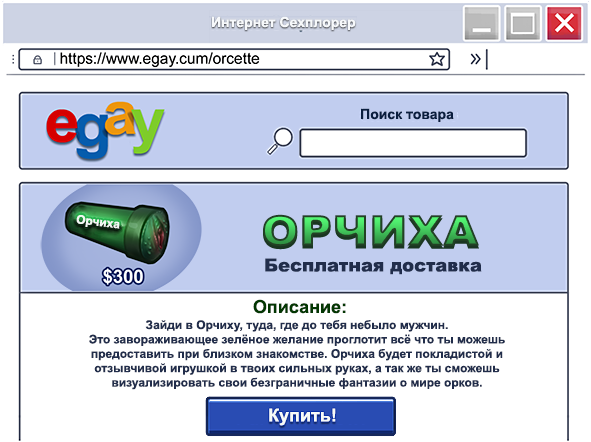 Интернет Сехплорер
https://www.egay.cum/orcette
egay
Поиск товара
Орчиха
$300
ОРЧИХА
Бесплатная доставка
Описание:
Зайди в Орчиху, туда, где до тебя небыло мужчин.
Это завораживающее зелёное желание проглотит всё что ты можешь
предоставить при близком знакомстве. Орчиха будет покладистой и
отзывчивой игрушкой в твоих сильных руках, а так же ты сможешь
визуализировать свои безграничные фантазии о мире орков.
Купить!